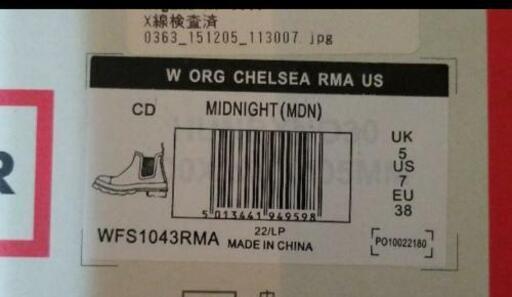 X線検査済
0363_151205_113007.jpg
W ORG CHELSEA RMA US
CD
MIDNIGHT (MDN)
UK
5
US
7
EU
38
5 013441 949598
22/LP
WFS1043RMA
MADE IN CHINA
PO10022180
R